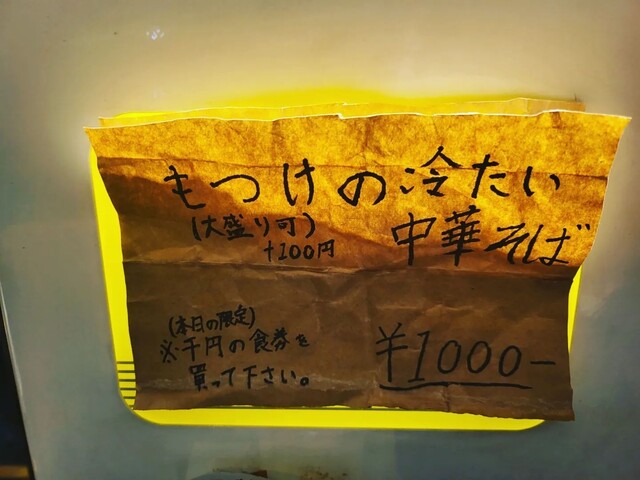 もつけの冷たい
(大盛り可)
+100円
中華そば
(本日の限定)
※千円の食券を
買って下さい。
¥1000-